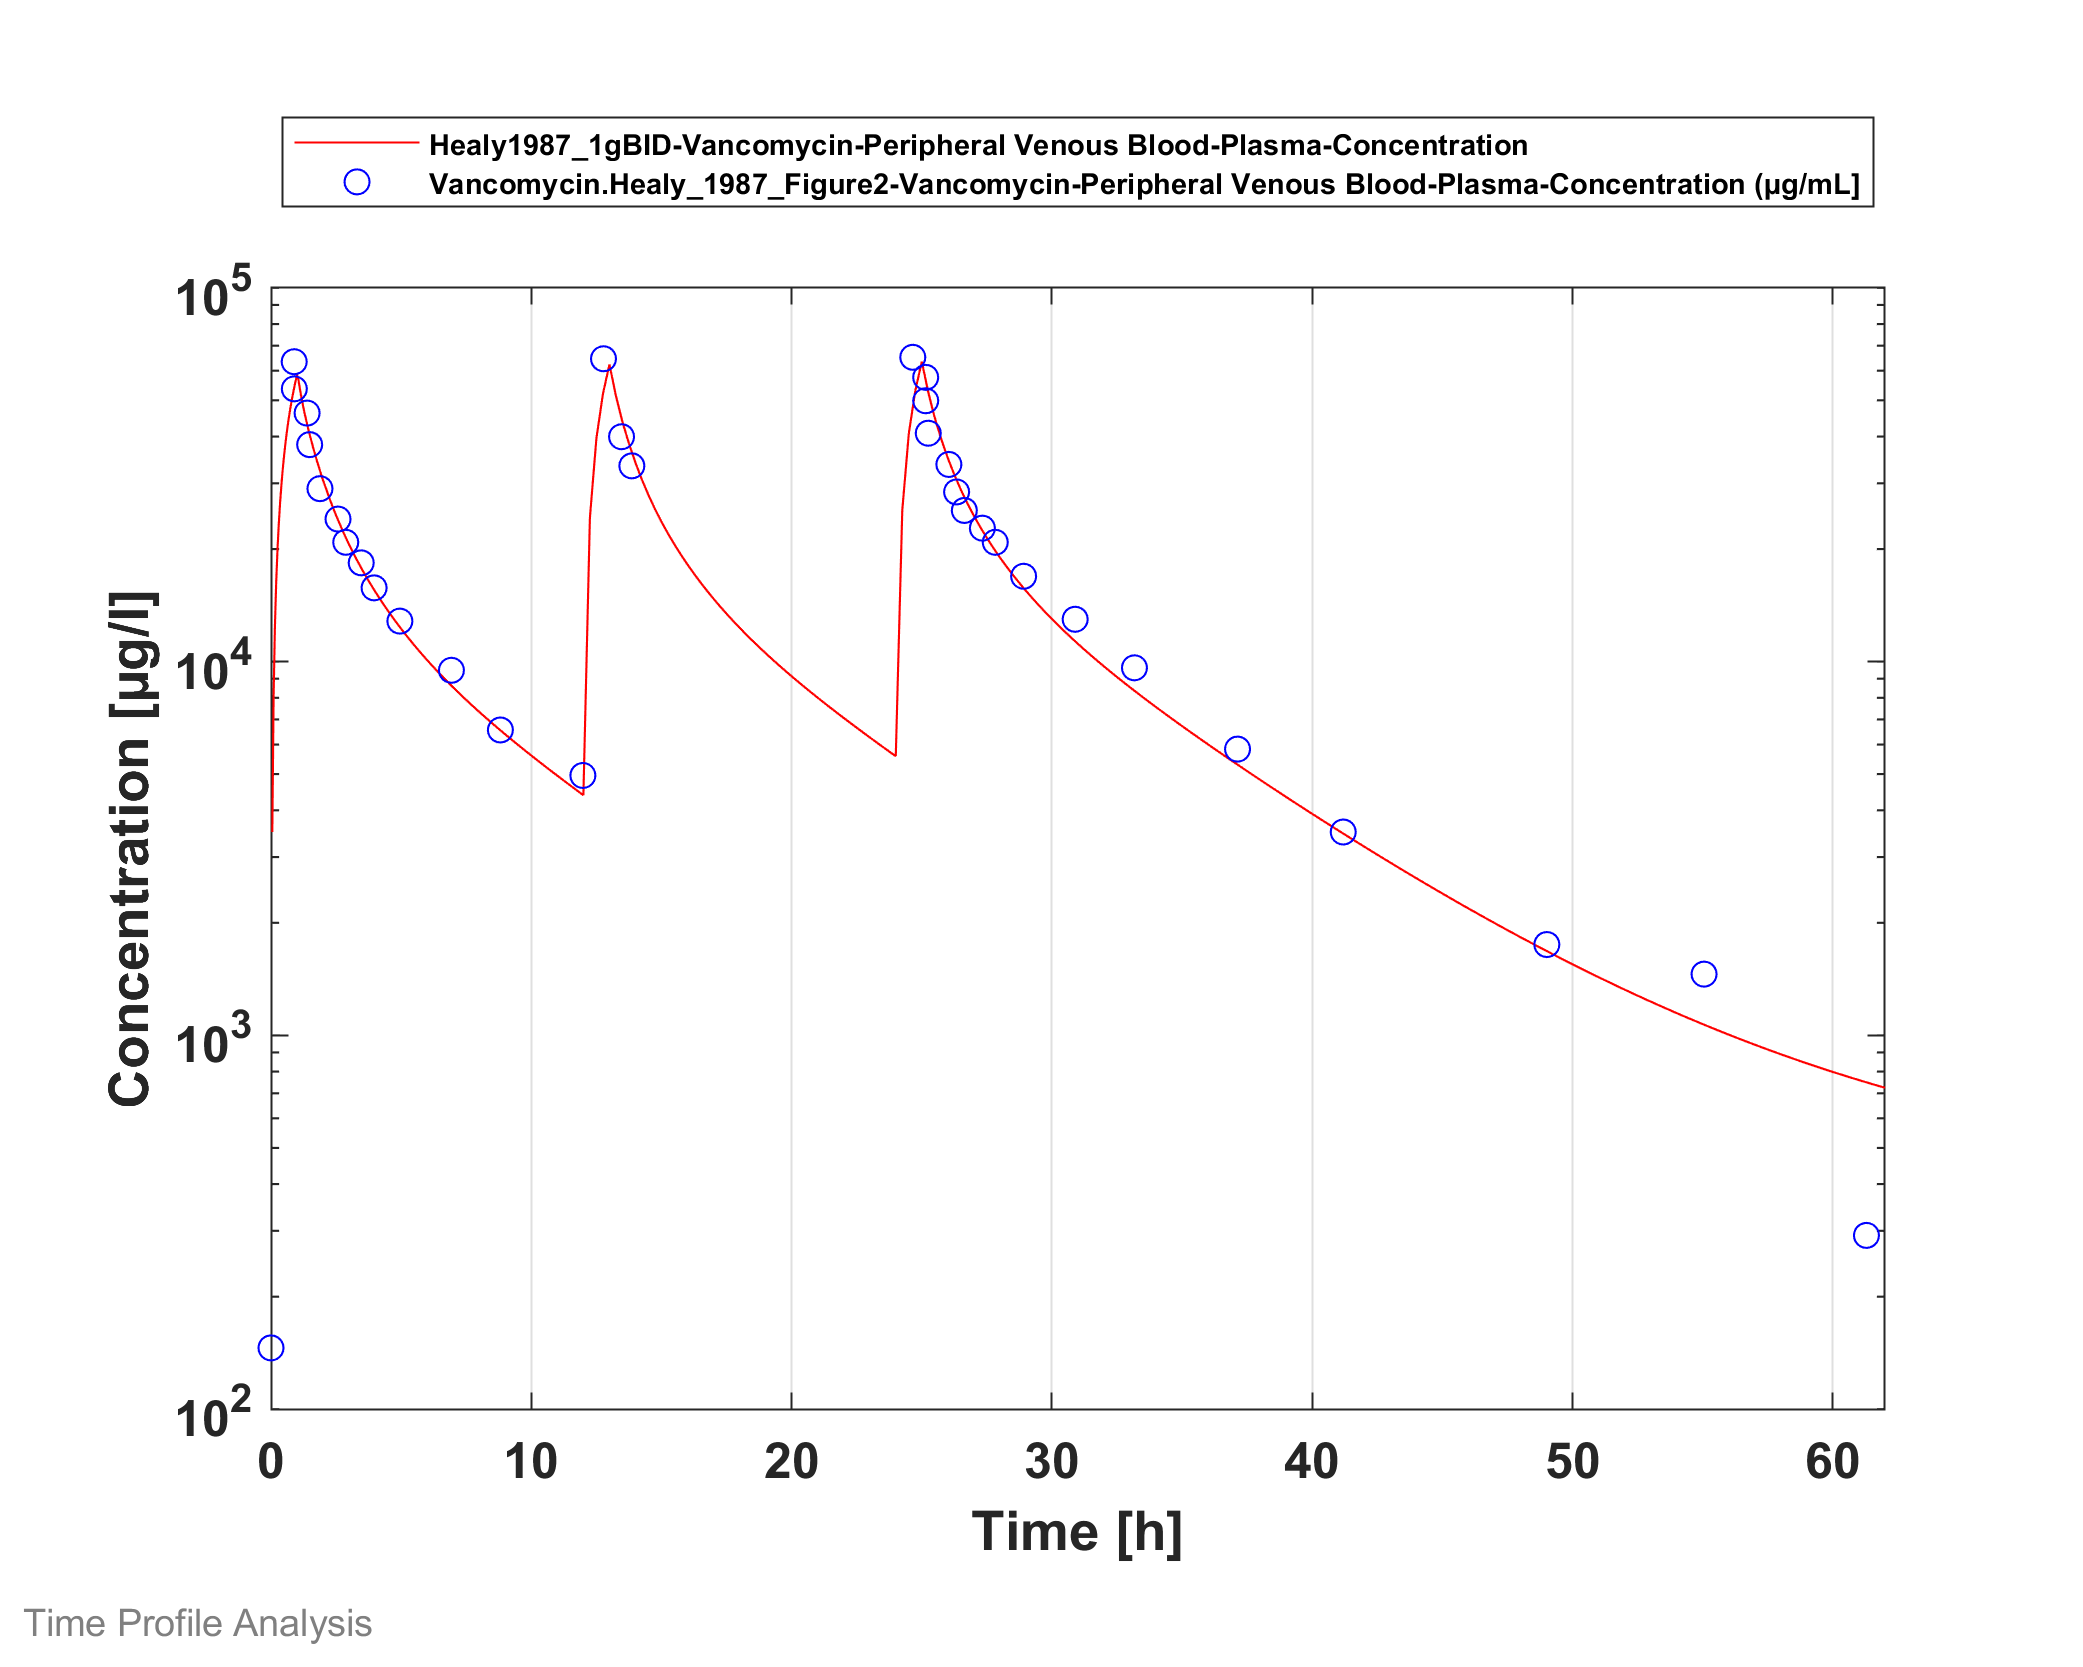 Healy1987_1gBID-Vancomycin-Peripheral Venous Blood-Plasma-Concentration
Vancomycin.Healy_1987_Figure2-Vancomycin-Peripheral Venous Blood-Plasma-Concentration (µg/mL]
10^5
10^4
10^3
10^2
Concentration [µg/l]
0 10 20 30 40 50 60
Time [h]
Time Profile Analysis